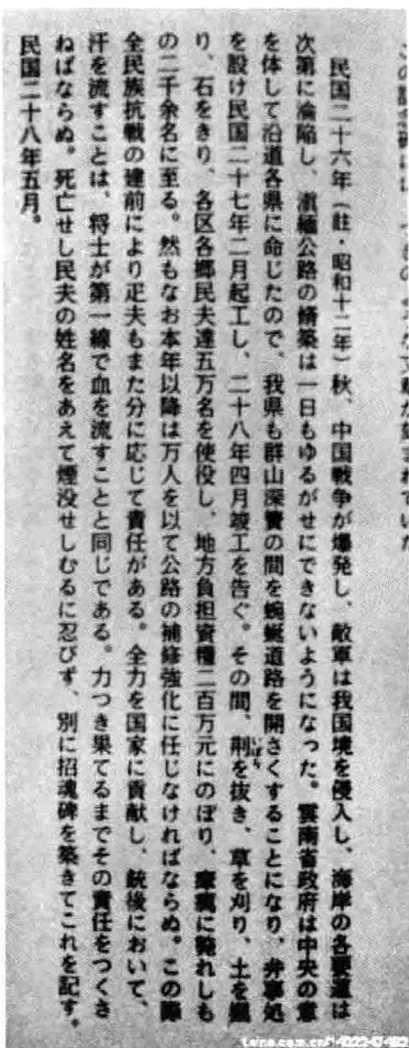 民国二十六年（註・昭和十二年）秋、中国戦争が爆発し、敵軍は我国境を侵入し、海岸の各要道は
次第に淪陥し、滇緬公路の脩築は一日もゆるがせにできないようになった。雲南省政府は中央の意
を体して沿道各県に命じたので、我県も群山深箐の間を蜿蜒道路を開さくすることになり、弁事処
を設け民国二十七年二月起工し、二十八年四月竣工を告ぐ。その間、荆を抜き、草を刈り、土を掘
り、石をきり、各区各郷民夫達五万名を使役し、地方負担資糧二百万元にのぼり、瘴癘に斃れしも
の二千余名に至る。然もなお本年以降は万人を以て公路の補修強化に任じなければならぬ。この際
全民族抗戦の建前により疋夫もまた分に応じて責任がある。全力を国家に貢献し、銃後において、
汗を流すことは、将士が第一線で血を流すことと同じである。力つき果てるまでその責任をつくさ
ねばならぬ。死亡せし民夫の姓名をあえて煙没せしむるに忍びず、別に招魂碑を築きてこれを記す。
民国二十八年五月。